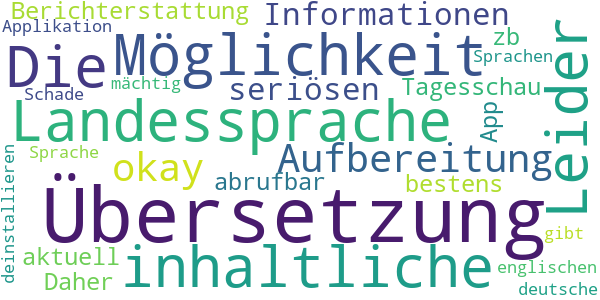 Berichterstattung Informationen
Applikation
Die Möglichkeit Leider
zb
Sprachen
mächtig
Schade seriösen Tagesschau
Landessprache App
Sprache okay Aufbereitung
abrufbar bestens
deinstallieren Übersetzung
gibt
aktuell inhaltliche englischen
Daher deutsche